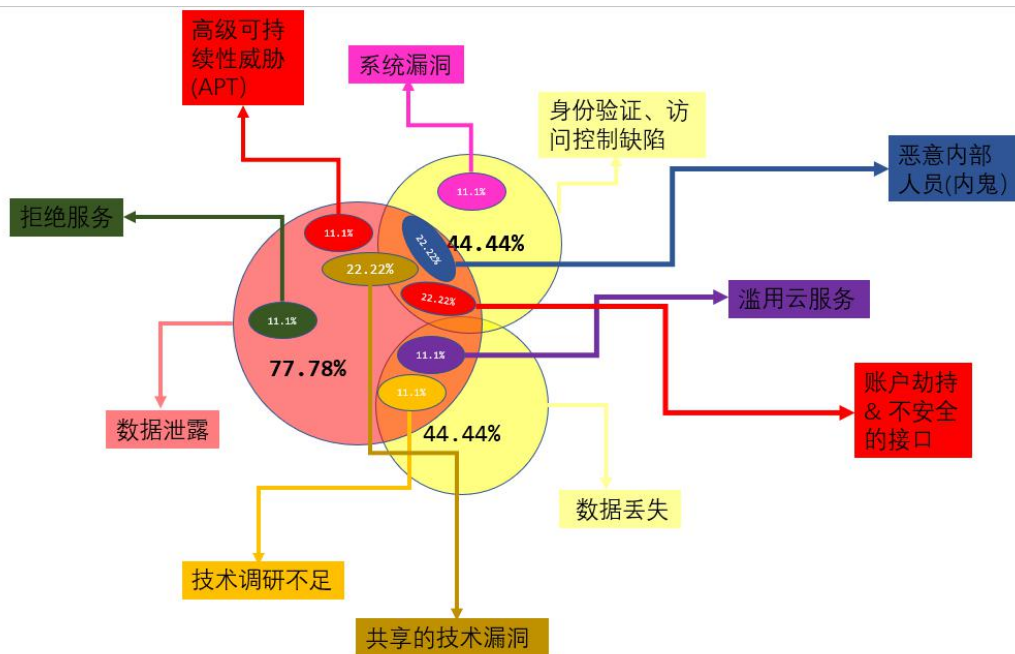 高级可持
续性威胁
(APT)
系统漏洞
身份验证、访
问控制缺陷
恶意内部
人员(内鬼)
拒绝服务
11.1%
11.1%
22.22%
44.44%
22.22%
22.22%
滥用云服务
11.1%
11.1%
77.78%
11.1%
账户劫持
& 不安全
的接口
数据泄露
44.44%
数据丢失
技术调研不足
共享的技术漏洞